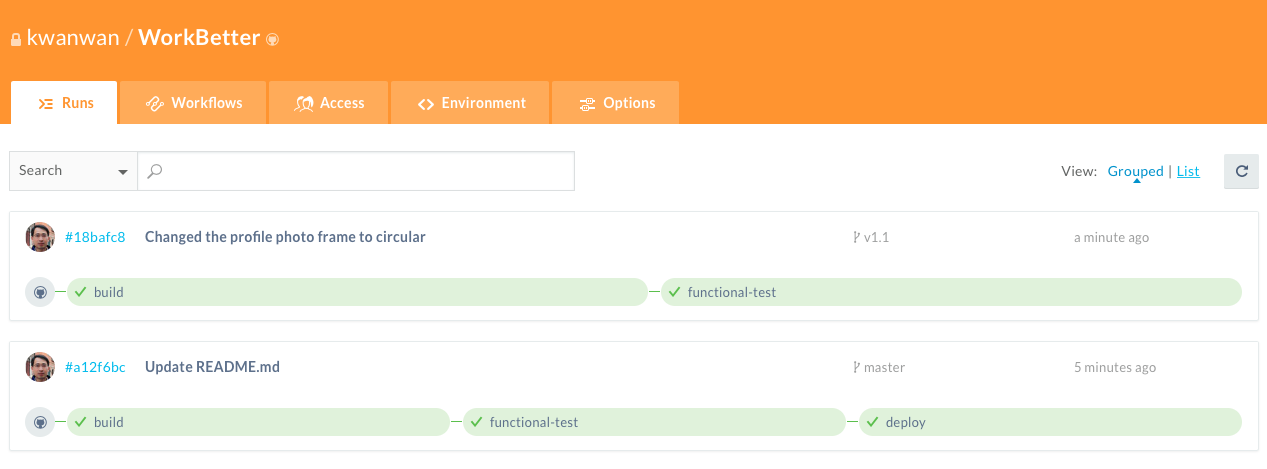 kwanwan / WorkBetter
Runs Workflows Access Environment Options
Search View: Grouped | List
#18bafc8 Changed the profile photo frame to circular v1.1 a minute ago
build functional-test
#a12f6bc Update README.md master 5 minutes ago
build functional-test deploy